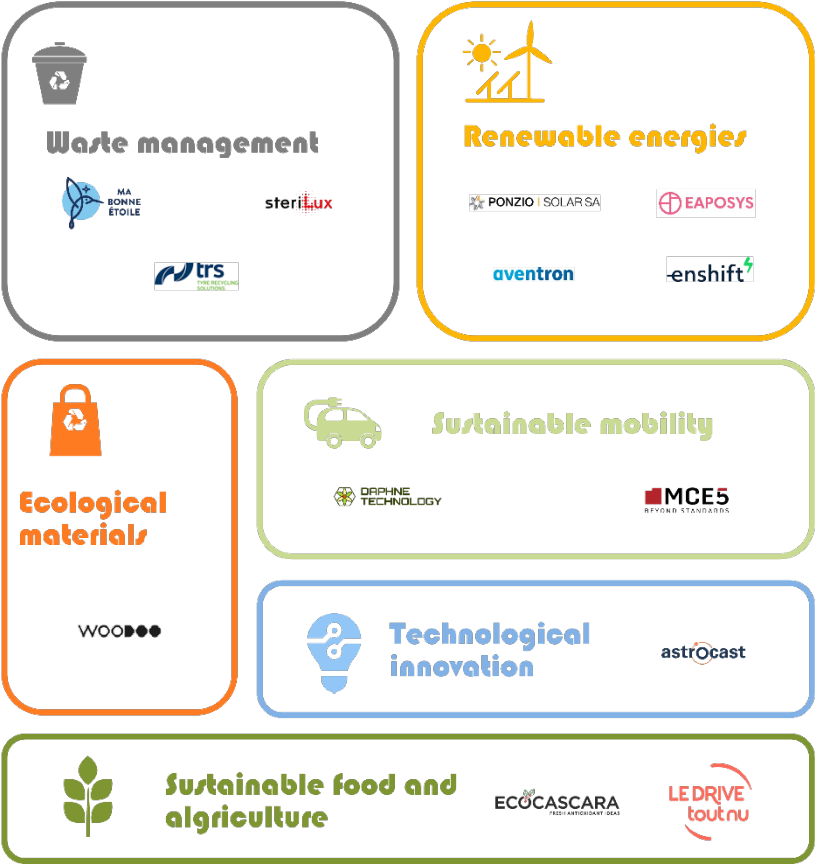 Waste management
MA
BONNE
ÉTOILE
steriLux
trs
TYRE RECYCLING
SOLUTIONS
Renewable energies
PONZIO | SOLAR SA
EAPOSYS
aventron
enshift
Ecological
materials
WOODOO
Sustainable mobility
DAPHNE
TECHNOLOGY
MCE5
BEYOND STANDARDS
Technological
innovation
astrocast
Sustainable food and
algriculture
ECOCASCARA
FRESH ANTIOXIDANT IDEAS
LE DRIVE
tout nu